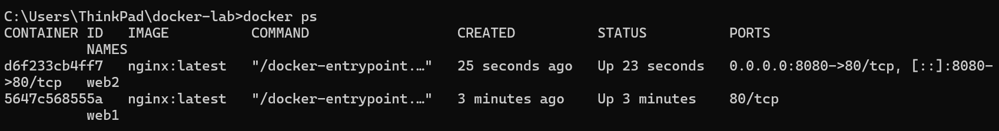 C:\Users\ThinkPad\docker-lab>docker ps
CONTAINER ID   IMAGE          COMMAND                  CREATED          STATUS          PORTS
          NAMES
d6f233cb4ff7   nginx:latest   "/docker-entrypoint.…"   25 seconds ago   Up 23 seconds   0.0.0.0:8080->80/tcp, [::]:8080-
>80/tcp   web2
5647c568555a   nginx:latest   "/docker-entrypoint.…"   3 minutes ago    Up 3 minutes    80/tcp
          web1